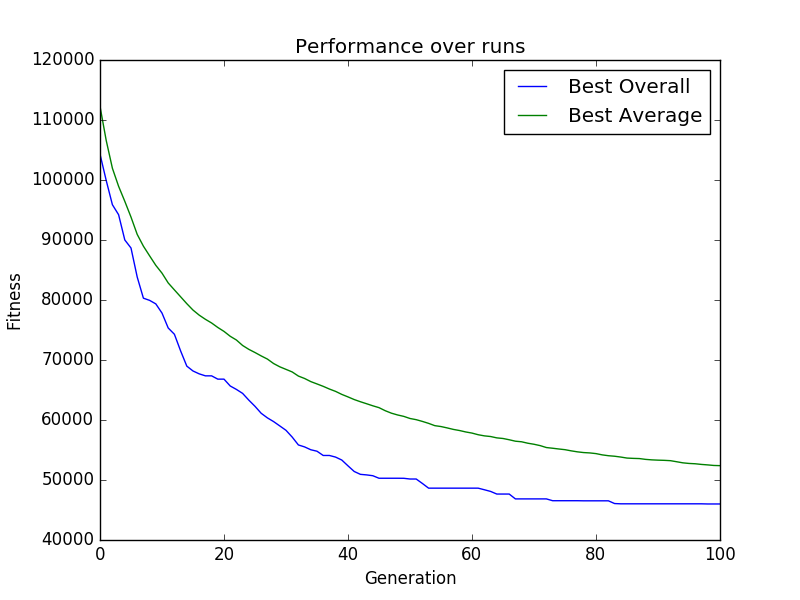 Performance over runs
120000
110000
100000
90000
80000
70000
60000
50000
40000
Fitness
Best Overall
Best Average
0 20 40 60 80 100
Generation